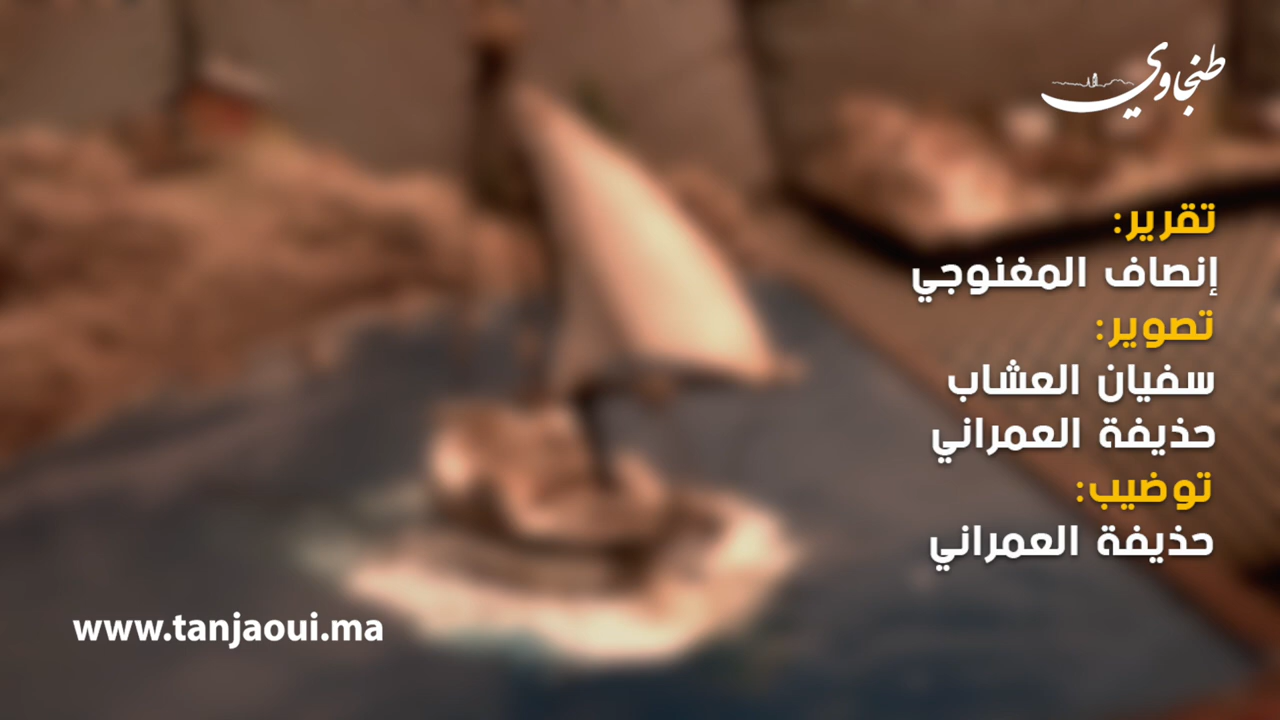 طنجاوي
تقرير:
إنصاف المغنوجي
تصوير:
سفيان العشاب
حذيفة العمراني
توضيب:
حذيفة العمراني
www.tanjaoui.ma